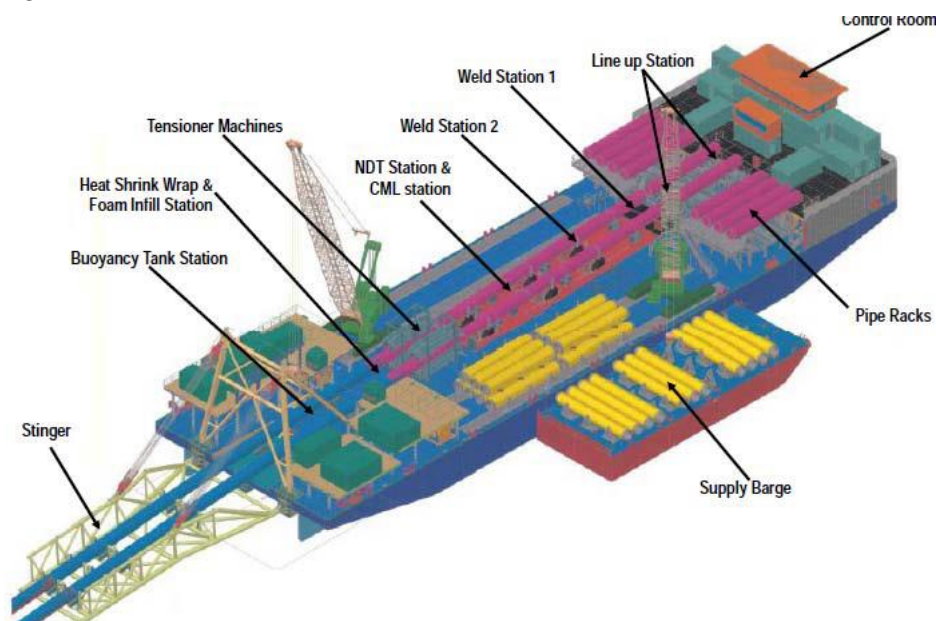 Control Room
Line up Station
Weld Station 1
Tensioner Machines
Weld Station 2
NDT Station &
CML station
Heat Shrink Wrap &
Foam Infill Station
Buoyancy Tank Station
Pipe Racks
Stinger
Supply Barge